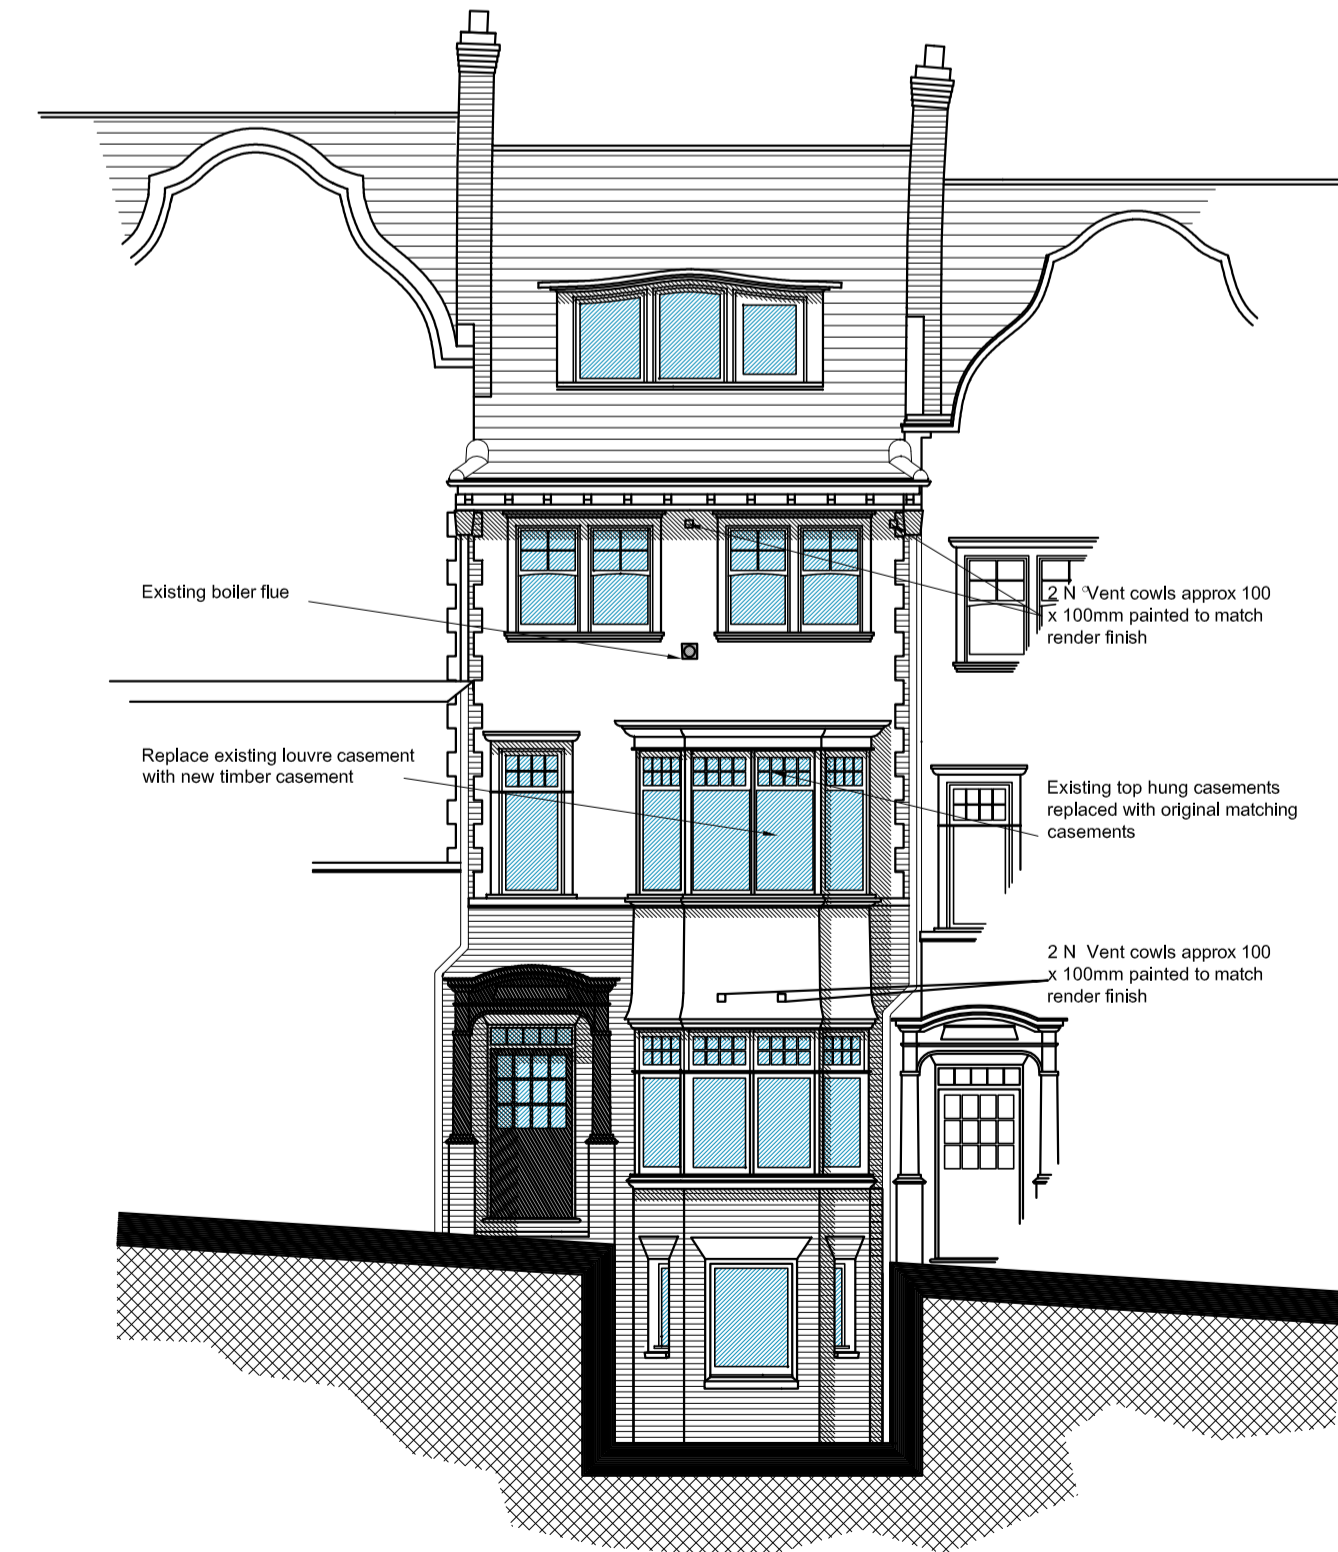 Existing boiler flue
2 N° Vent cowls approx 100
x 100mm painted to match
render finish
Replace existing louvre casement
with new timber casement
Existing top hung casements
replaced with original matching
casements
2 N Vent cowls approx 100
x 100mm painted to match
render finish